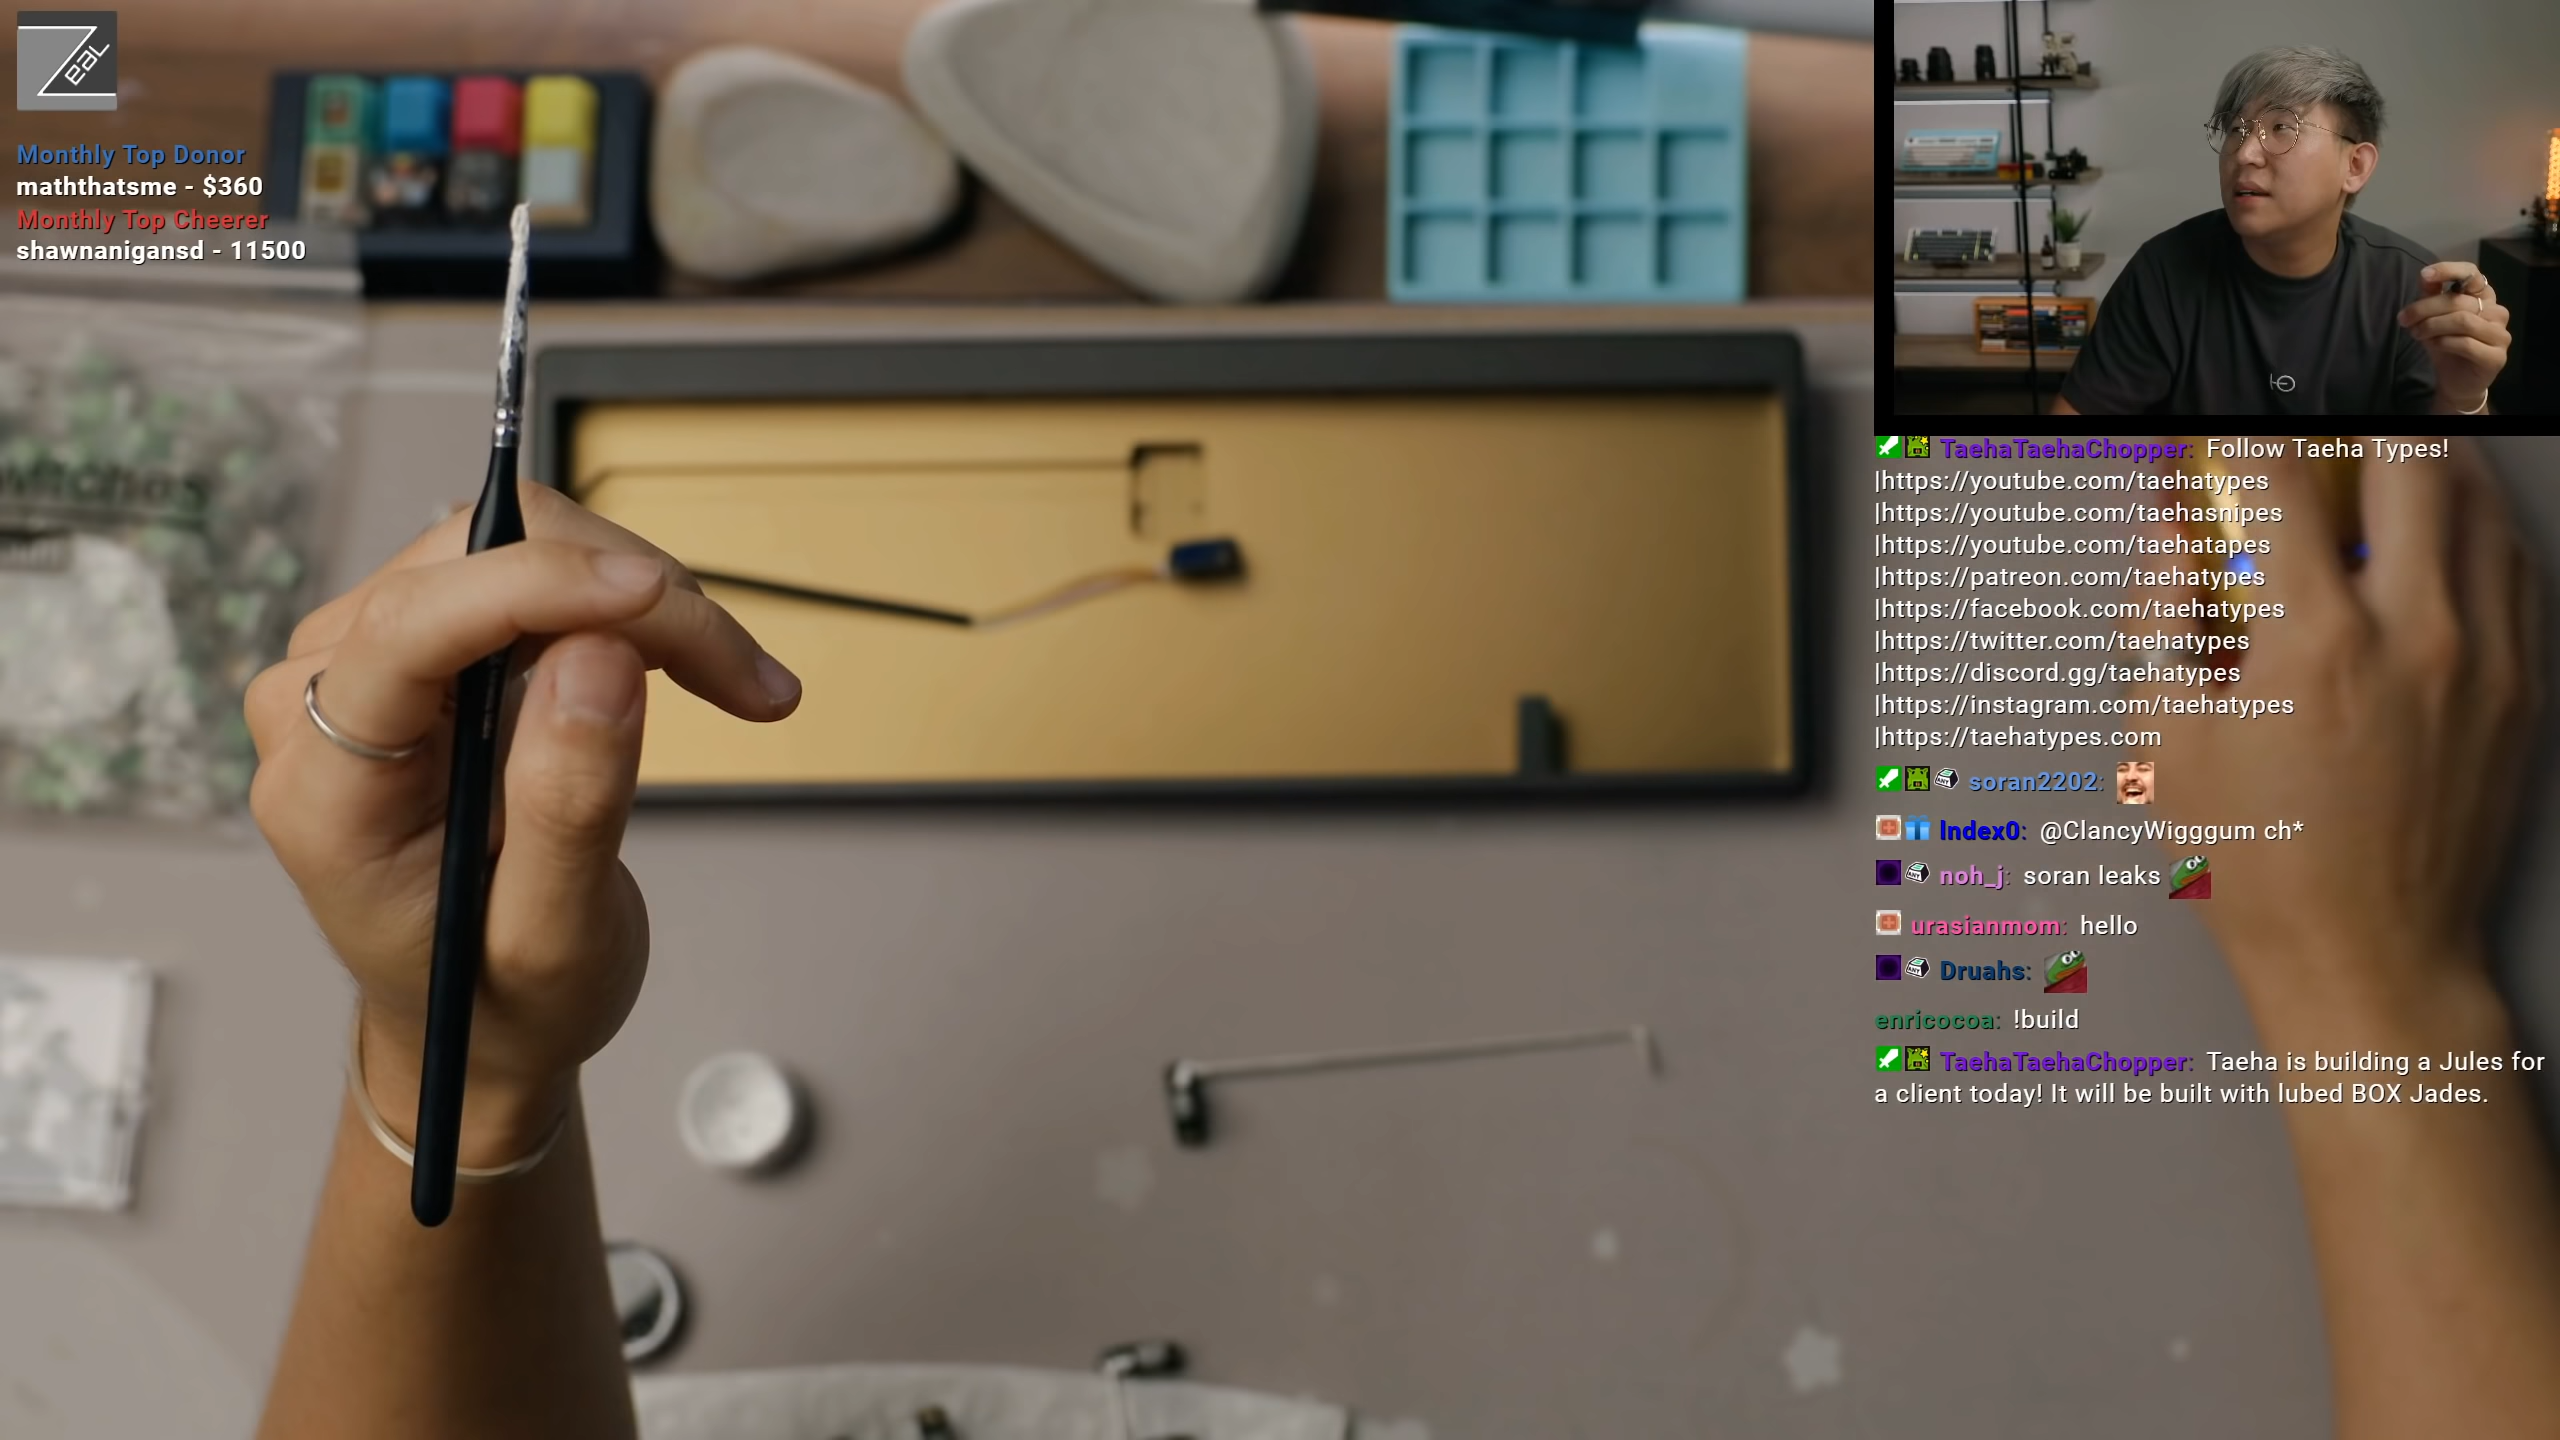 Zeal
Monthly Top Donor
maththatsme - $360
Monthly Top Cheerer
shawnanigansd - 11500
TaehaTaehaChopper: Follow Taeha Types!
|https://youtube.com/taehatypes
|https://youtube.com/taehasnipes
|https://youtube.com/taehatapes
|https://patreon.com/taehatypes
|https://facebook.com/taehatypes
|https://twitter.com/taehatypes
|https://discord.gg/taehatypes
|https://instagram.com/taehatypes
|https://taehatypes.com
soran2202:
Index0: @ClancyWigggum ch*
noh_j: soran leaks
urasianmom: hello
Druahs:
enricocoa: !build
TaehaTaehaChopper: Taeha is building a Jules for
a client today! It will be built with lubed BOX Jades.